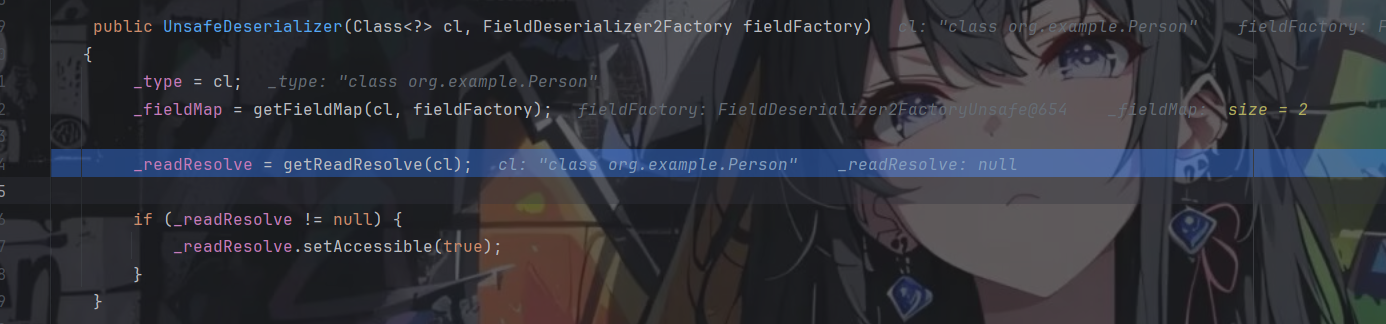 public UnsafeDeserializer(Class<?> cl, FieldDeserializer2Factory fieldFactory) cl: "class org.example.Person" fieldFactory: F
{
_type = cl; _type: "class org.example.Person"
_fieldMap = getFieldMap(cl, fieldFactory); fieldFactory: FieldDeserializer2FactoryUnsafe@654 _fieldMap: size = 2
_readResolve = getReadResolve(cl); cl: "class org.example.Person" _readResolve: null
if (_readResolve != null) {
_readResolve.setAccessible(true);
}
}